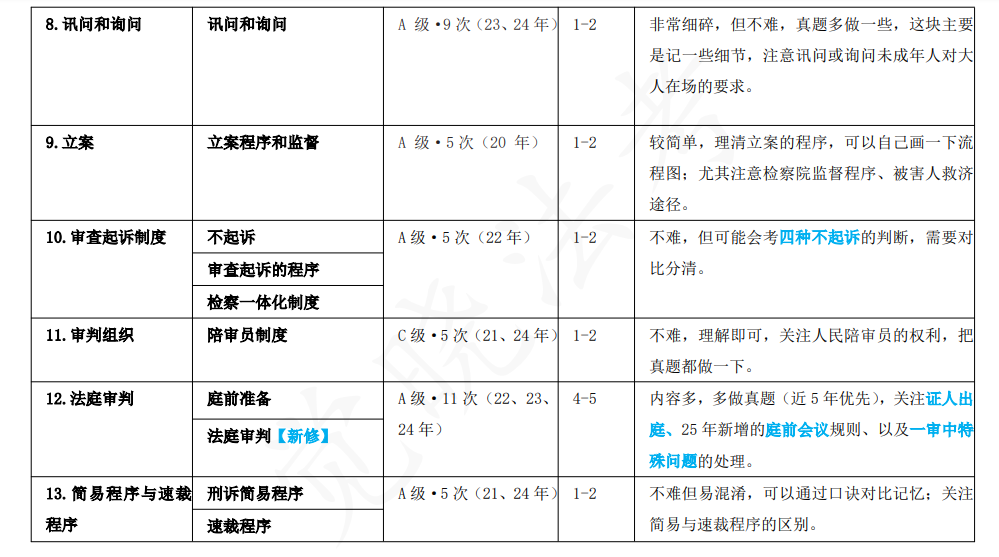 8.讯问和询问 讯问和询问 A 级·9 次（23、24 年） 1-2 非常细碎，但不难，真题多做一些，这块主要
是记一些细节，注意讯问或询问未成年人对大
人在场的要求。
9.立案 立案程序和监督 A 级·5 次（20 年） 1-2 较简单，理清立案的程序，可以自己画一下流
程图；尤其注意检察院监督程序、被害人救济
途径。
10.审查起诉制度 不起诉 A 级·5 次（22 年） 1-2 不难，但可能会考四种不起诉的判断，需要对
审查起诉的程序 比分清。
检察一体化制度
11.审判组织 陪审员制度 C 级·5 次（21、24 年） 1-2 不难，理解即可，关注人民陪审员的权利，把
真题都做一下。
12.法庭审判 庭前准备 A 级·11 次（22、23、 4-5 内容多，多做真题（近 5 年优先），关注证人出
法庭审判【新修】 24 年） 庭、25 年新增的庭前会议规则、以及一审中特
殊问题的处理。
13.简易程序与速裁 刑诉简易程序 A 级·5 次（21、24 年） 1-2 不难但易混淆，可以通过口诀对比记忆；关注
程序 速裁程序 简易与速裁程序的区别。
觉晓法考